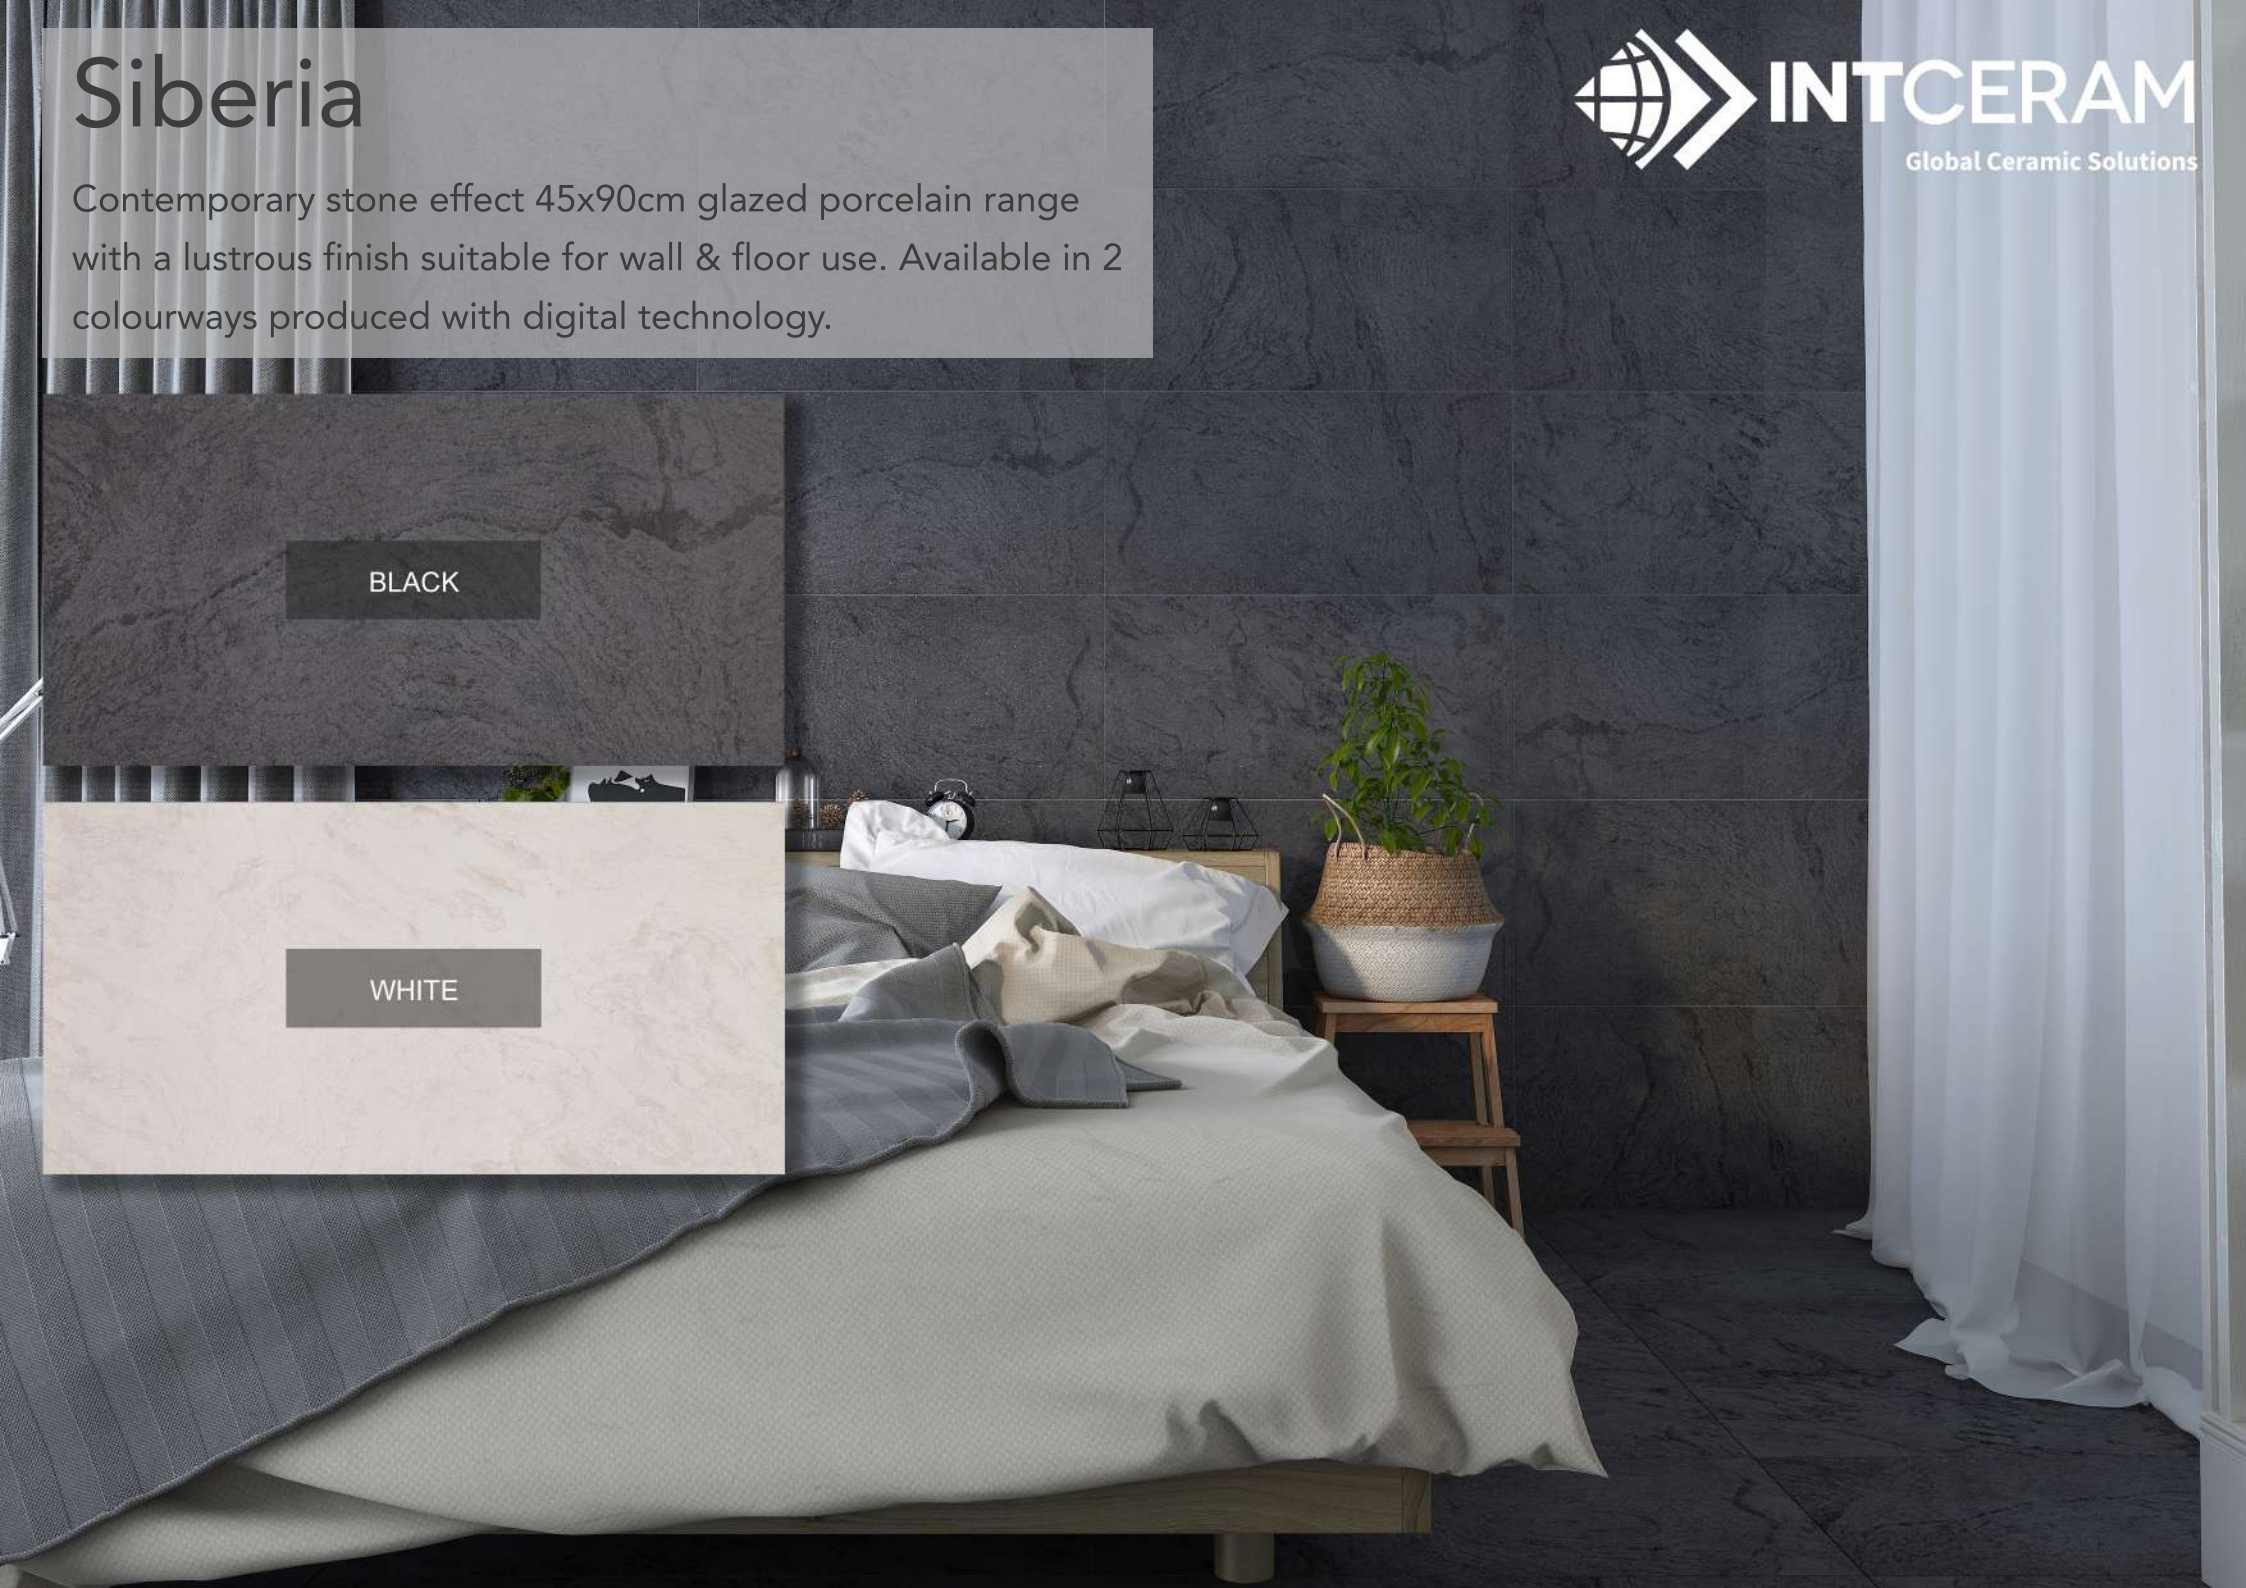 Siberia
INTCERAM
Global Ceramic Solutions
Contemporary stone effect 45x90cm glazed porcelain range
with a lustrous finish suitable for wall & floor use. Available in 2
colourways produced with digital technology.
BLACK
WHITE